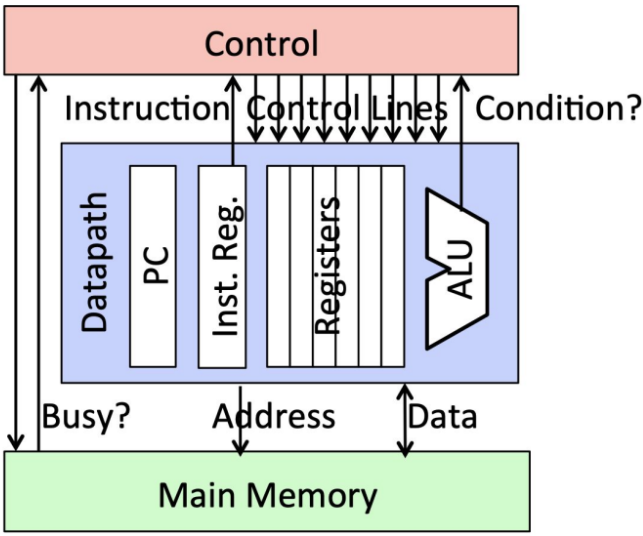 Control
Instruction Control Lines Condition?
Datapath
PC
Inst. Reg.
Registers
ALU
Busy? Address Data
Main Memory